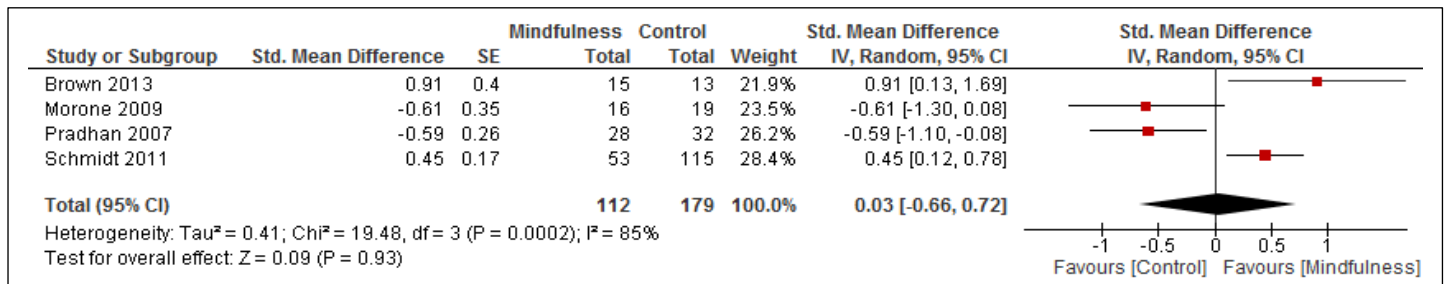 Mindfulness Control Std. Mean Difference Std. Mean Difference
Study or Subgroup Std. Mean Difference SE Total Total Weight IV, Random, 95% CI IV, Random, 95% CI
Brown 2013 0.91 0.4 15 13 21.9% 0.91 [0.13, 1.69]
Morone 2009 -0.61 0.35 16 19 23.5% -0.61 [-1.30, 0.08]
Pradhan 2007 -0.59 0.26 28 32 26.2% -0.59 [-1.10, -0.08]
Schmidt 2011 0.45 0.17 53 115 28.4% 0.45 [0.12, 0.78]
Total (95% CI) 112 179 100.0% 0.03 [-0.66, 0.72]
Heterogeneity: Tau² = 0.41; Chi² = 19.48, df = 3 (P = 0.0002); I² = 85%
Test for overall effect: Z = 0.09 (P = 0.93)
-1 -0.5 0 0.5 1
Favours [Control] Favours [Mindfulness]